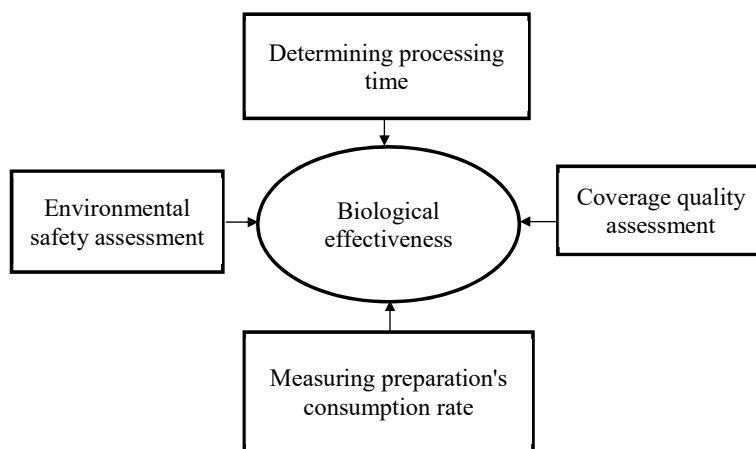 Determining processing
time
Environmental
safety assessment
Biological
effectiveness
Coverage quality
assessment
Measuring preparation's
consumption rate